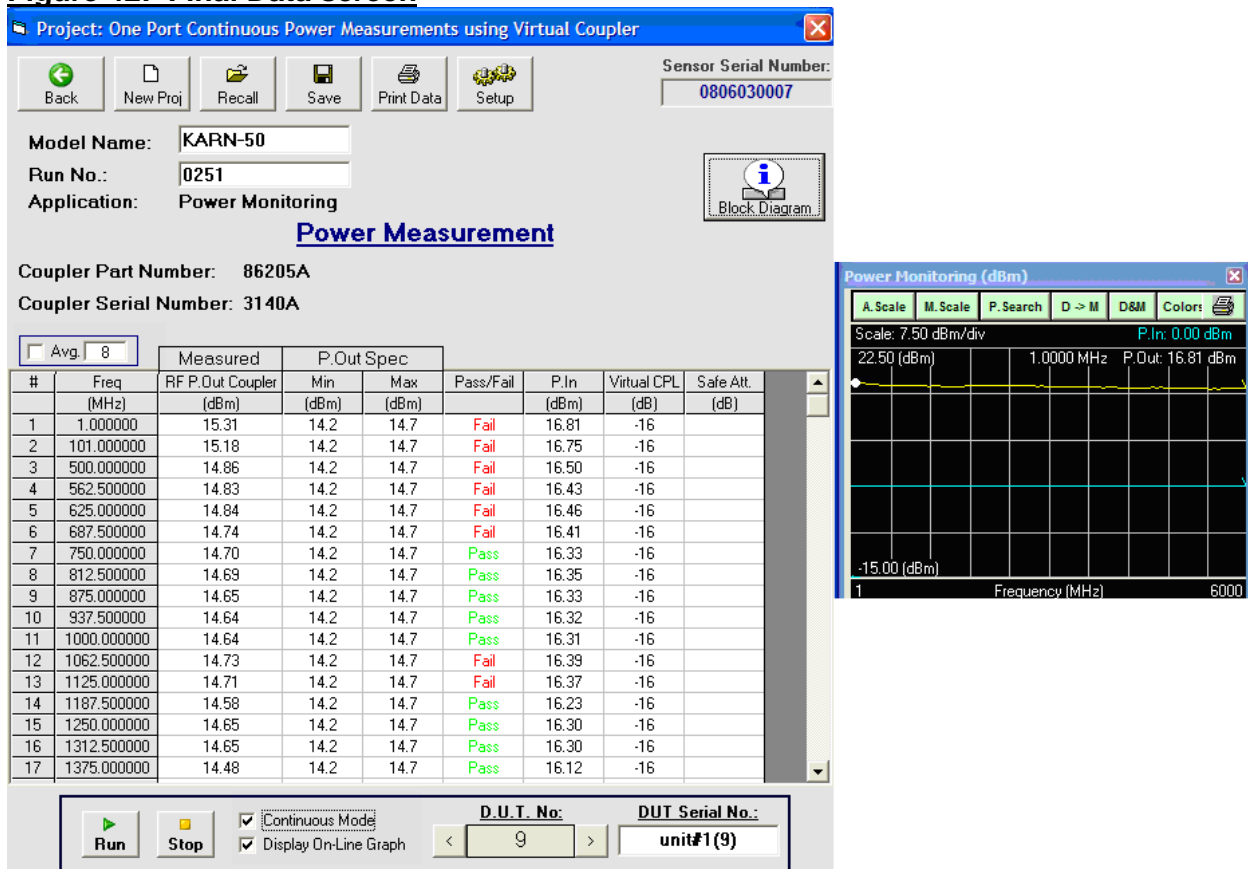 Figure 42: Final Data Screen
Project: One Port Continuous Power Measurements using Virtual Coupler
Back New Proj Recall Save Print Data Setup
Sensor Serial Number:
0806030007
Model Name: KARN-50
Run No.: 0251
Application: Power Monitoring
Block Diagram
Power Measurement
Coupler Part Number: 86205A
Coupler Serial Number: 3140A
Avg. 8
Measured P.Out Spec
# Freq RF P.Out Coupler Min Max Pass/Fail P.In Virtual CPL Safe Att.
(MHz) (dBm) (dBm) (dBm) (dBm) (dB) (dB)
1 1.000000 15.31 14.2 14.7 Fail 16.81 -16
2 101.000000 15.18 14.2 14.7 Fail 16.75 -16
3 500.000000 14.86 14.2 14.7 Fail 16.50 -16
4 562.500000 14.83 14.2 14.7 Fail 16.43 -16
5 625.000000 14.84 14.2 14.7 Fail 16.46 -16
6 687.500000 14.74 14.2 14.7 Fail 16.41 -16
7 750.000000 14.70 14.2 14.7 Pass 16.33 -16
8 812.500000 14.69 14.2 14.7 Pass 16.35 -16
9 875.000000 14.65 14.2 14.7 Pass 16.33 -16
10 937.500000 14.64 14.2 14.7 Pass 16.32 -16
11 1000.000000 14.64 14.2 14.7 Pass 16.31 -16
12 1062.500000 14.73 14.2 14.7 Fail 16.39 -16
13 1125.000000 14.71 14.2 14.7 Fail 16.37 -16
14 1187.500000 14.58 14.2 14.7 Pass 16.23 -16
15 1250.000000 14.65 14.2 14.7 Pass 16.30 -16
16 1312.500000 14.65 14.2 14.7 Pass 16.30 -16
17 1375.000000 14.48 14.2 14.7 Pass 16.12 -16
Run Stop
Continuous Mode
Display On-Line Graph
D.U.T. No:
< 9 >
DUT Serial No.:
unit#1(9)
Power Monitoring (dBm)
A.Scale M.Scale P.Search D -> M D&M Colors
Scale: 7.50 dBm/div P.In: 0.00 dBm
22.50 (dBm) 1.0000 MHz P.Out: 16.81 dBm
-15.00 (dBm)
1 Frequency (MHz) 6000